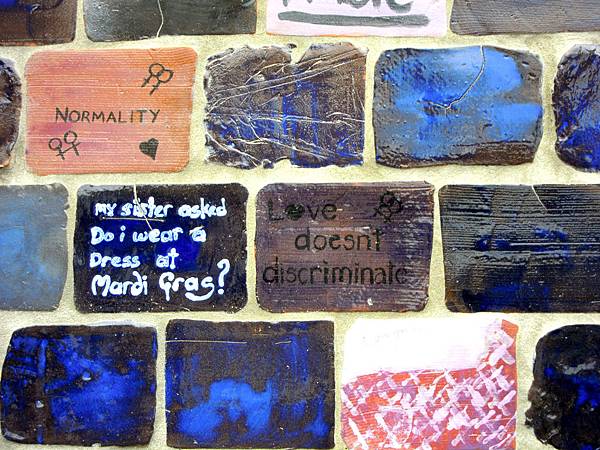 NORMALITY
my sister asked
Do i wear a
Dress at
Mardi Gras?
Love
doesnt
discriminate